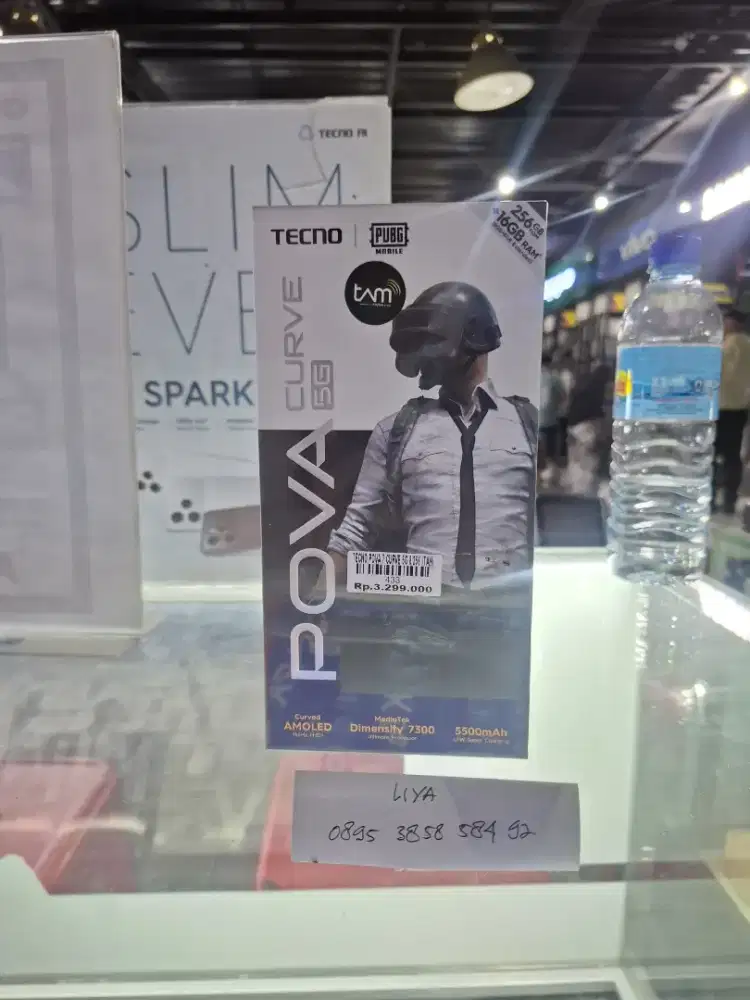 TECNO AI
SLIM
EVE
SPARK
TECNO
PUBG
MOBILE
256GB
16GB RAM
tam
POVA CURVE 5G
433
Rp.3.299.000
Curved
AMOLED
MediaTek
Dimensity 7300
5500mAh
LIYA
0895 3858 584 92